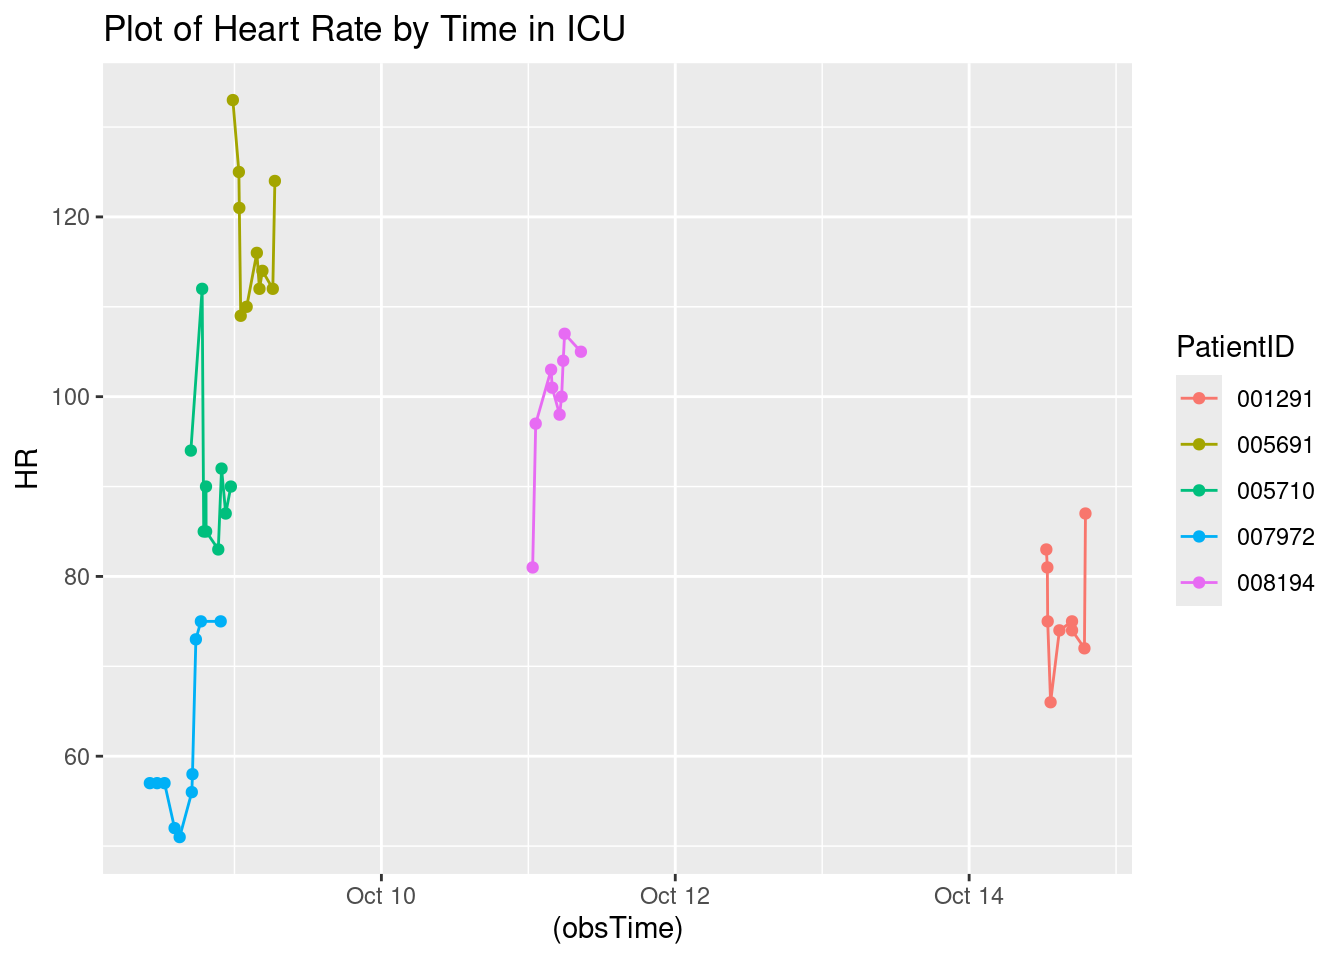 Plot of Heart Rate by Time in ICU
120
100
80
60
HR
Oct 10
Oct 12
Oct 14
(obsTime)
PatientID
001291
005691
005710
007972
008194